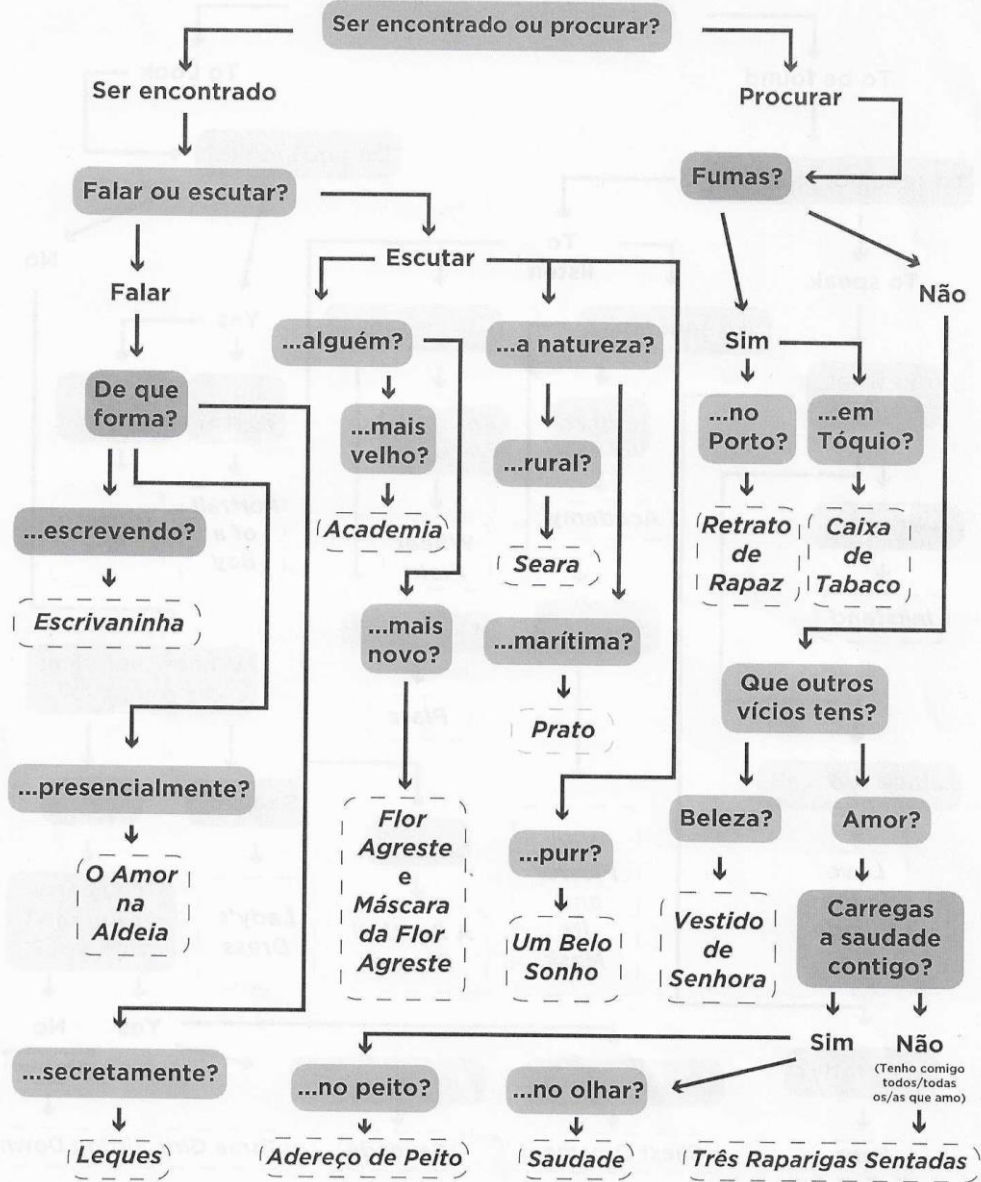 Ser encontrado ou procurar?
Ser encontrado
Procurar
Falar ou escutar?
Fumas?
Falar
Escutar
Não
...alguém?
...a natureza?
Sim
De que
forma?
...mais
velho?
...rural?
...no
Porto?
...em
Tóquio?
...escrevendo?
Academia
Seara
Retrato
de
Rapaz
Caixa
de
Tabaco
Escrivaninha
...mais
novo?
...marítima?
Que outros
vícios tens?
Prato
...presencialmente?
Flor
Agreste
e
Máscara
da Flor
Agreste
...purr?
Beleza?
Amor?
O Amor
na
Aldeia
Um Belo
Sonho
Vestido
de
Senhora
Carregas
a saudade
contigo?
Sim
Não
(Tenho comigo
todos/todas
os/as que amo)
...secretamente?
...no peito?
...no olhar?
Leques
Adereço de Peito
Saudade
Três Raparigas Sentadas